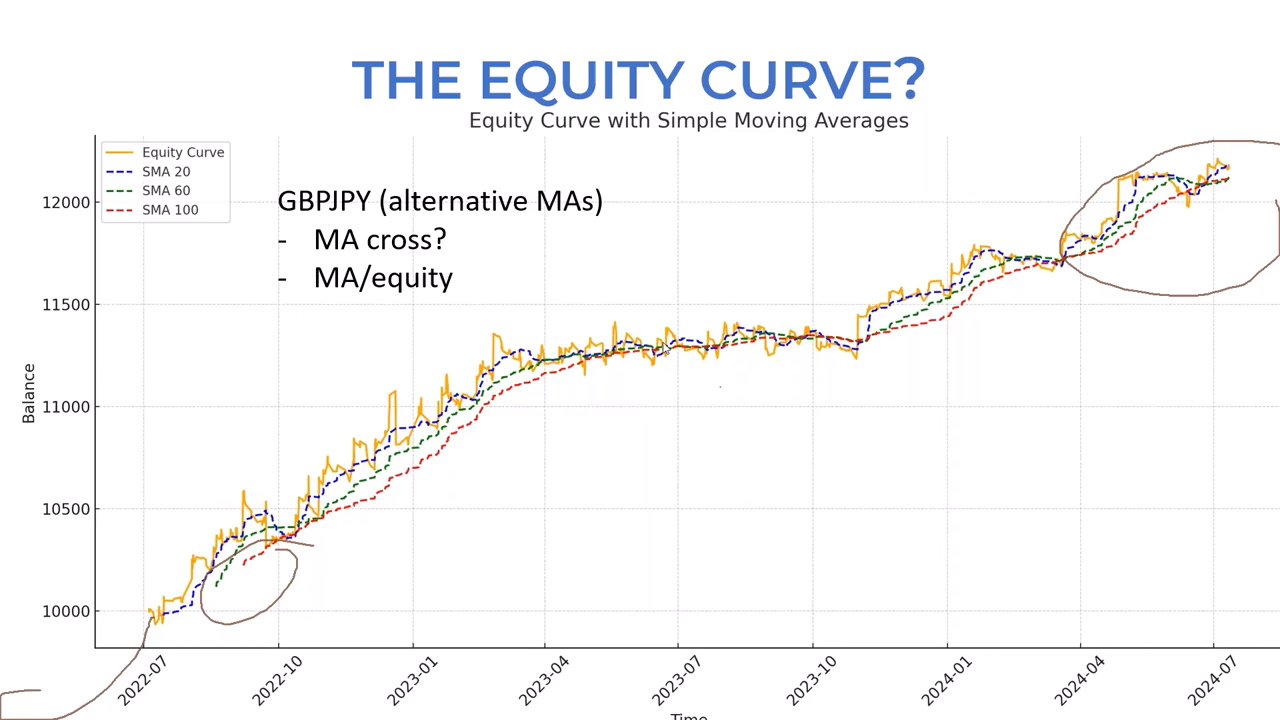 THE EQUITY CURVE?
Equity Curve with Simple Moving Averages
Equity Curve
SMA 20
SMA 60
SMA 100
GBPJPY (alternative MAs)
- MA cross?
- MA/equity
Balance
12000
11500
11000
10500
10000
2022-07
2022-10
2023-01
2023-04
2023-07
2023-10
2024-01
2024-04
2024-07
Time